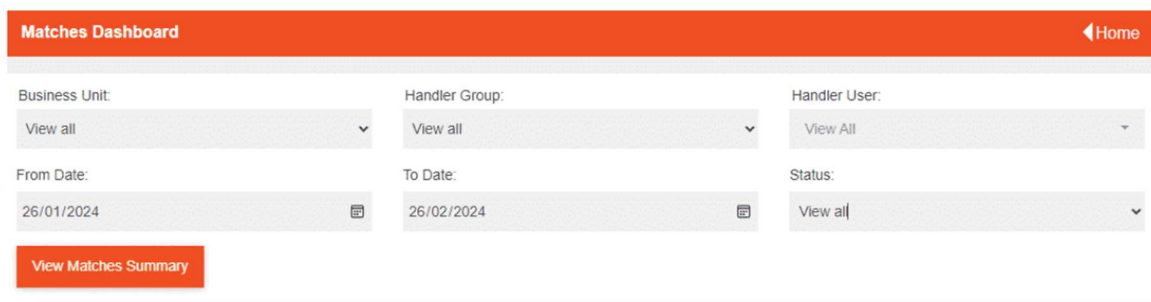 Matches Dashboard Home
Business Unit: Handler Group: Handler User:
View all View all View All
From Date: To Date: Status:
26/01/2024 26/02/2024 View all
View Matches Summary